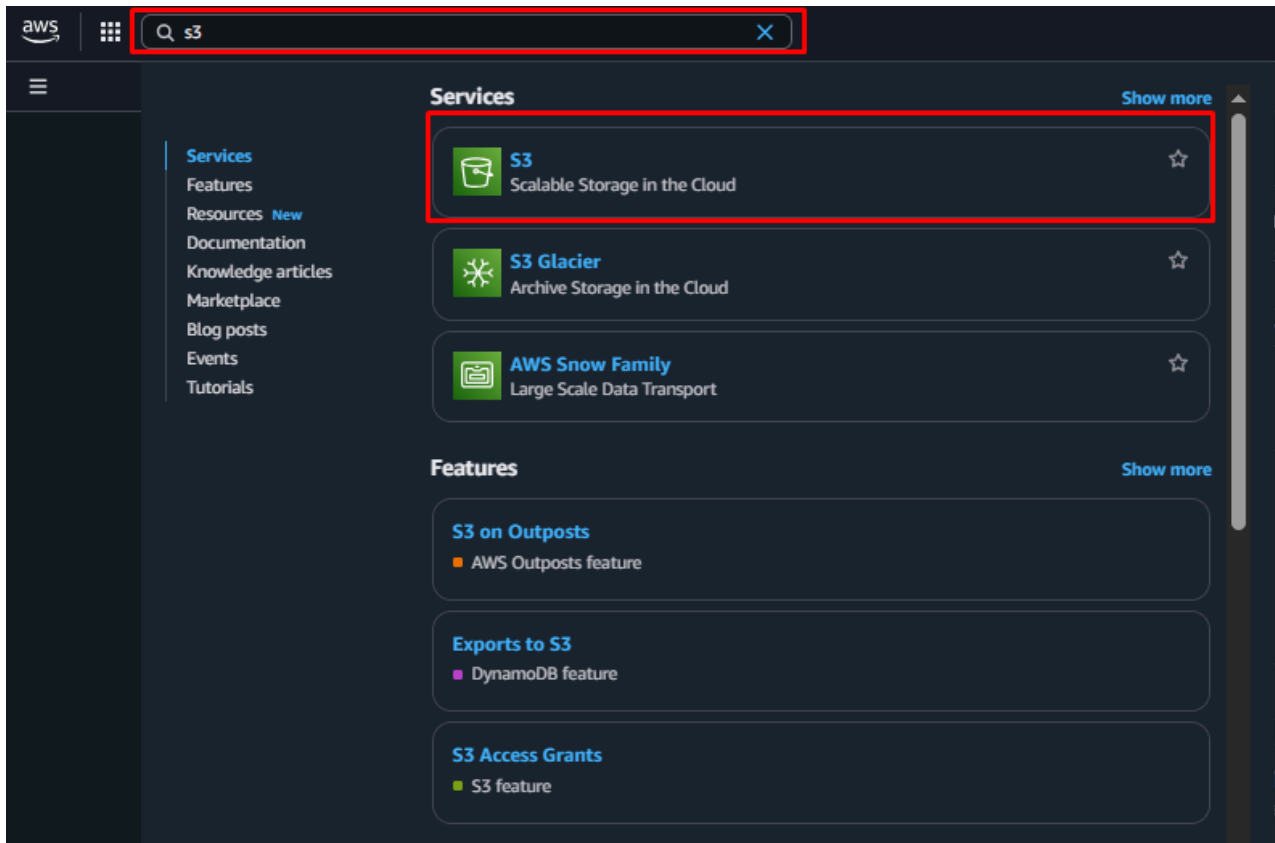 aws
s3
Services
Show more
Services
Features
Resources New
Documentation
Knowledge articles
Marketplace
Blog posts
Events
Tutorials
S3
Scalable Storage in the Cloud
S3 Glacier
Archive Storage in the Cloud
AWS Snow Family
Large Scale Data Transport
Features
Show more
S3 on Outposts
AWS Outposts feature
Exports to S3
DynamoDB feature
S3 Access Grants
S3 feature